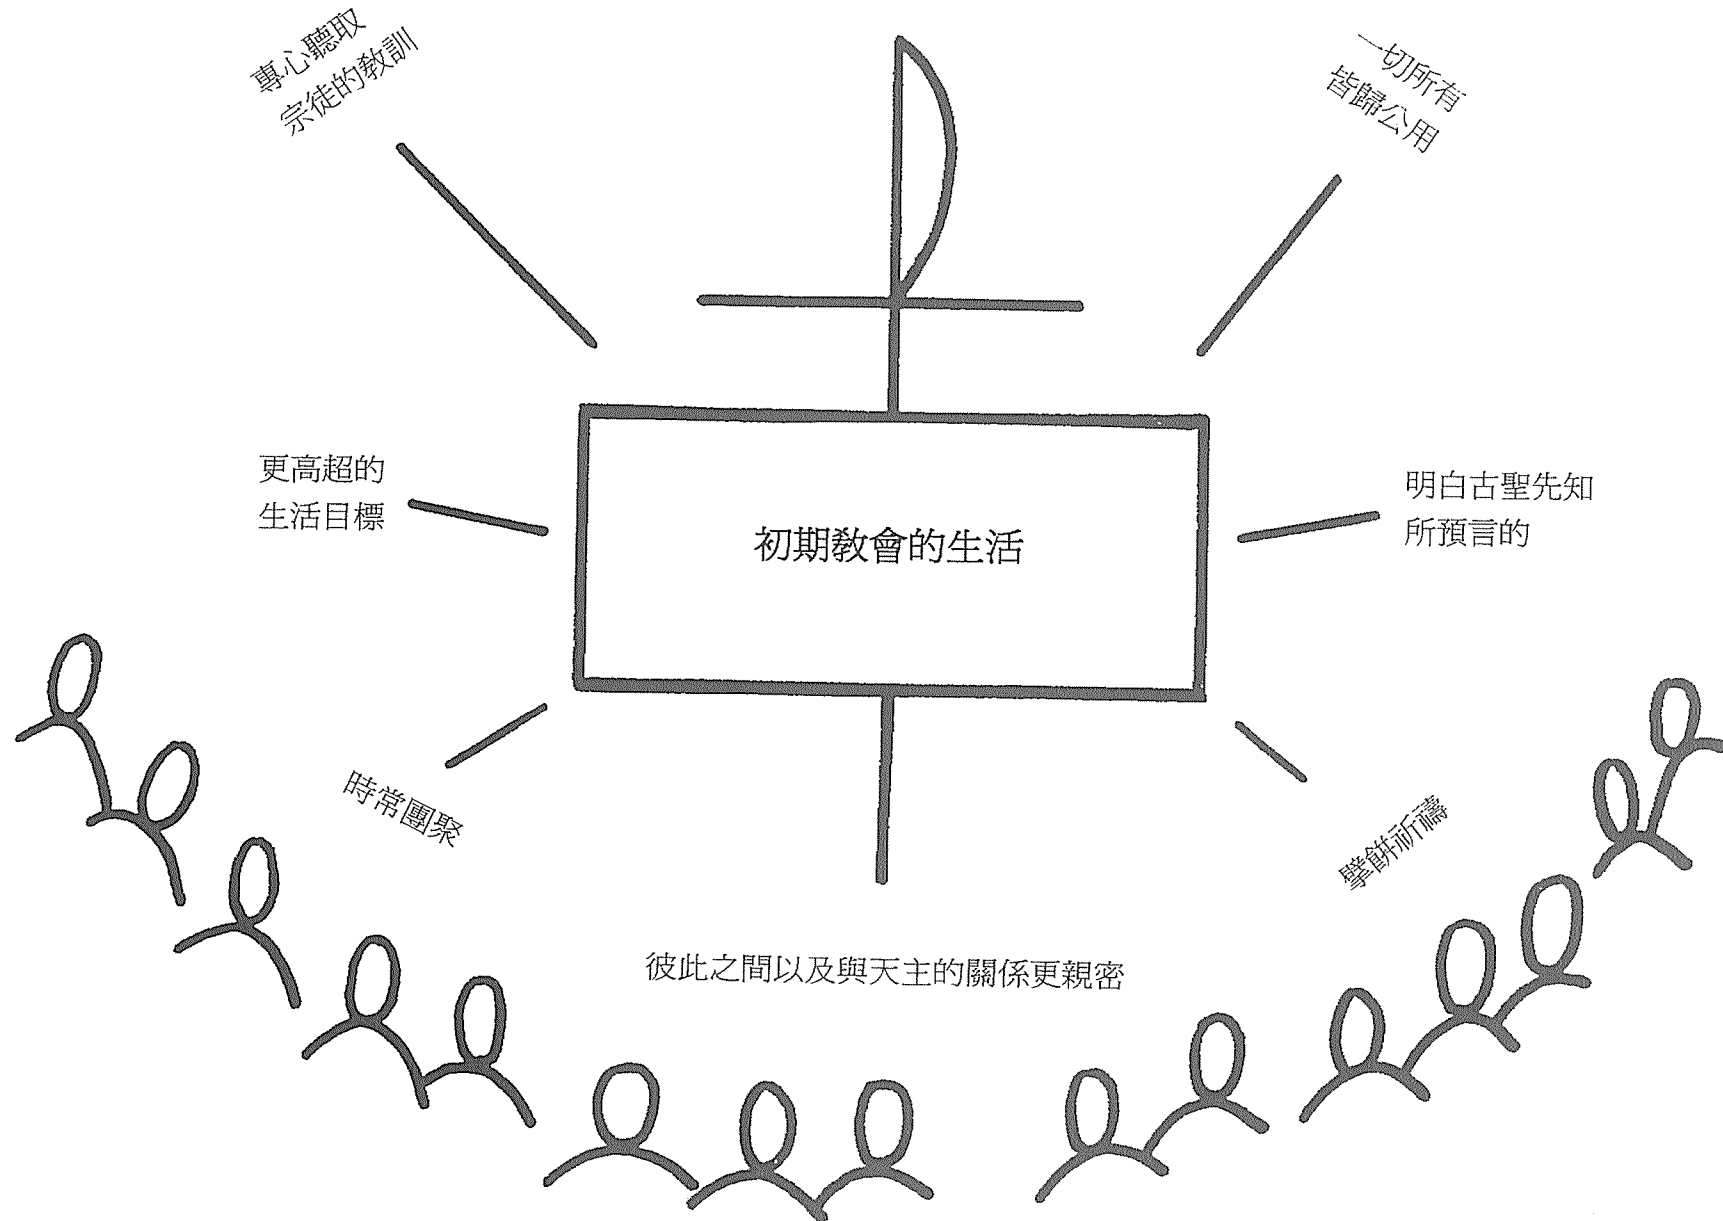 專心聽取
宗徒的教訓
一切所有
皆歸公用
更高超的
生活目標
初期教會的生活
明白古聖先知
所預言的
時常團聚
擘餅祈禱
彼此之間以及與天主的關係更親密